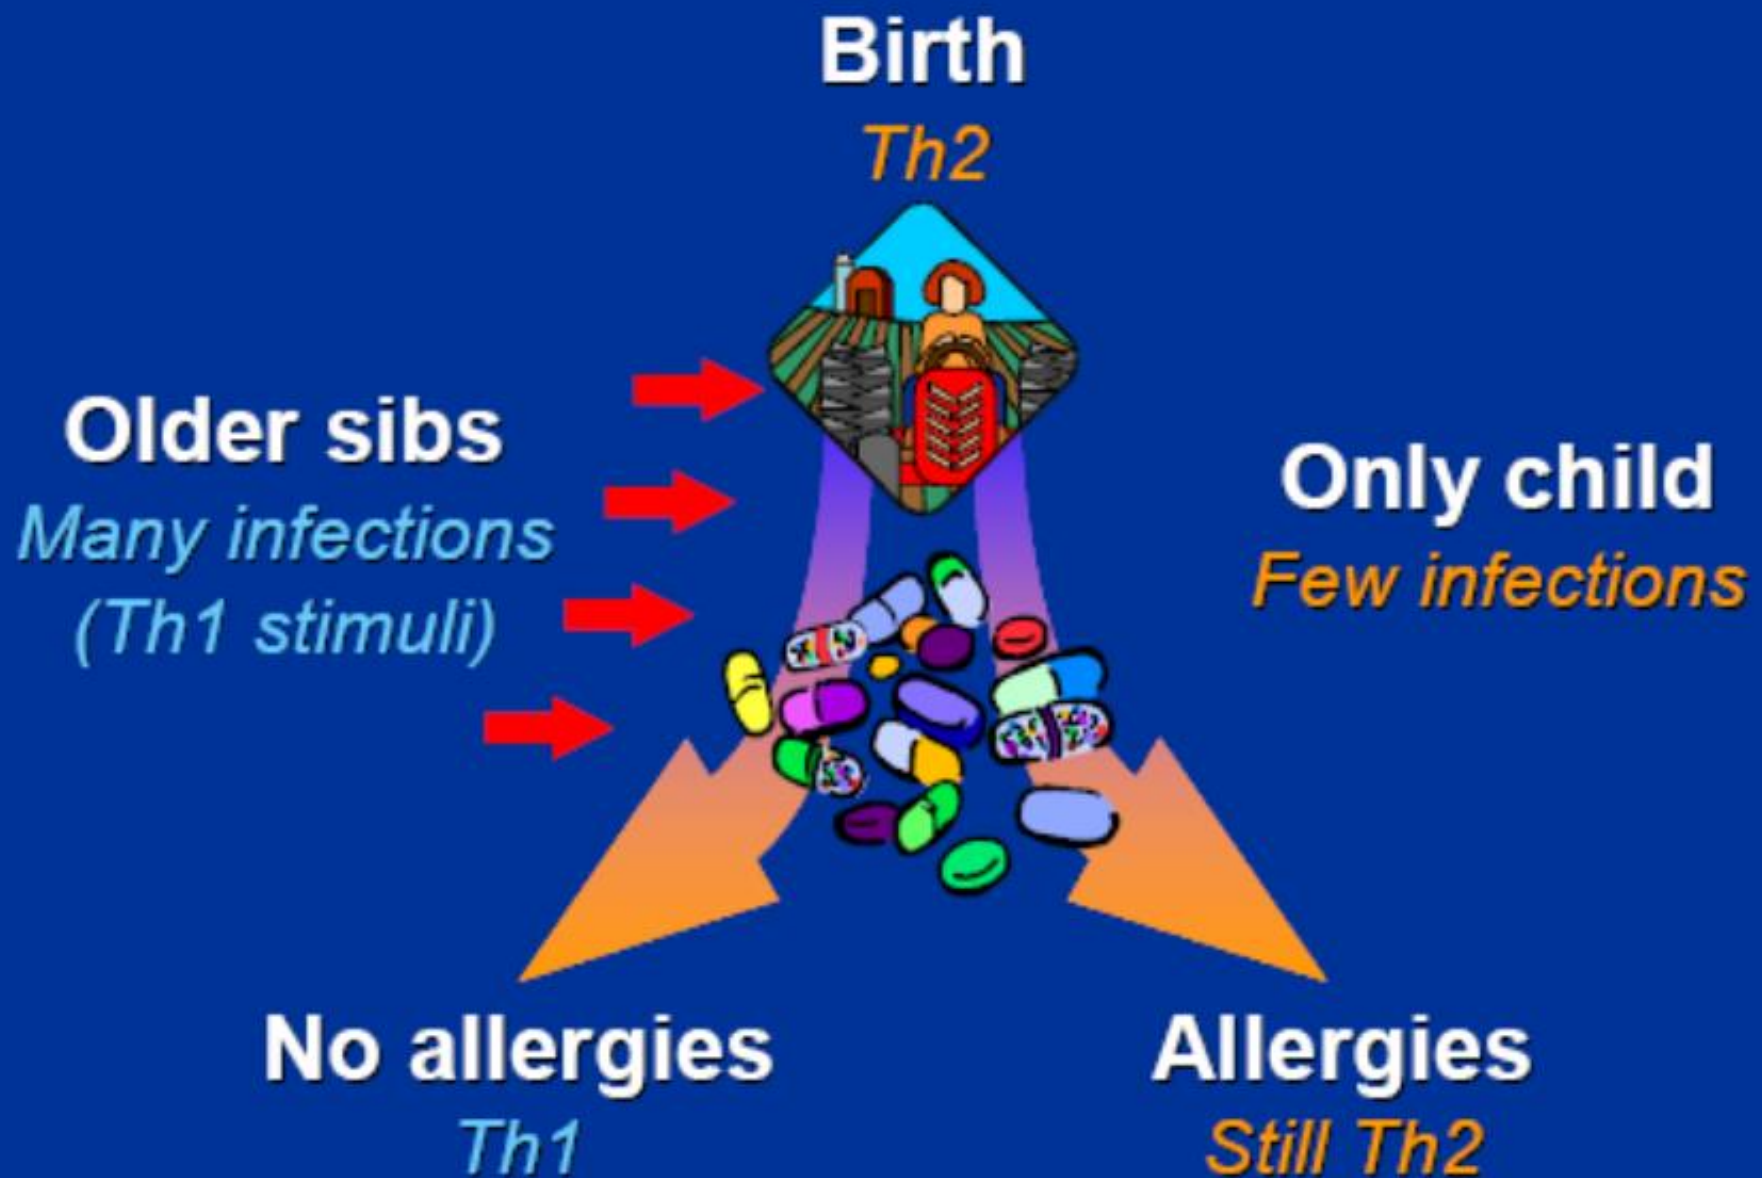 Birth
Th2
Older sibs
Many infections
(Th1 stimuli)
Only child
Few infections
No allergies
Th1
Allergies
Still Th2